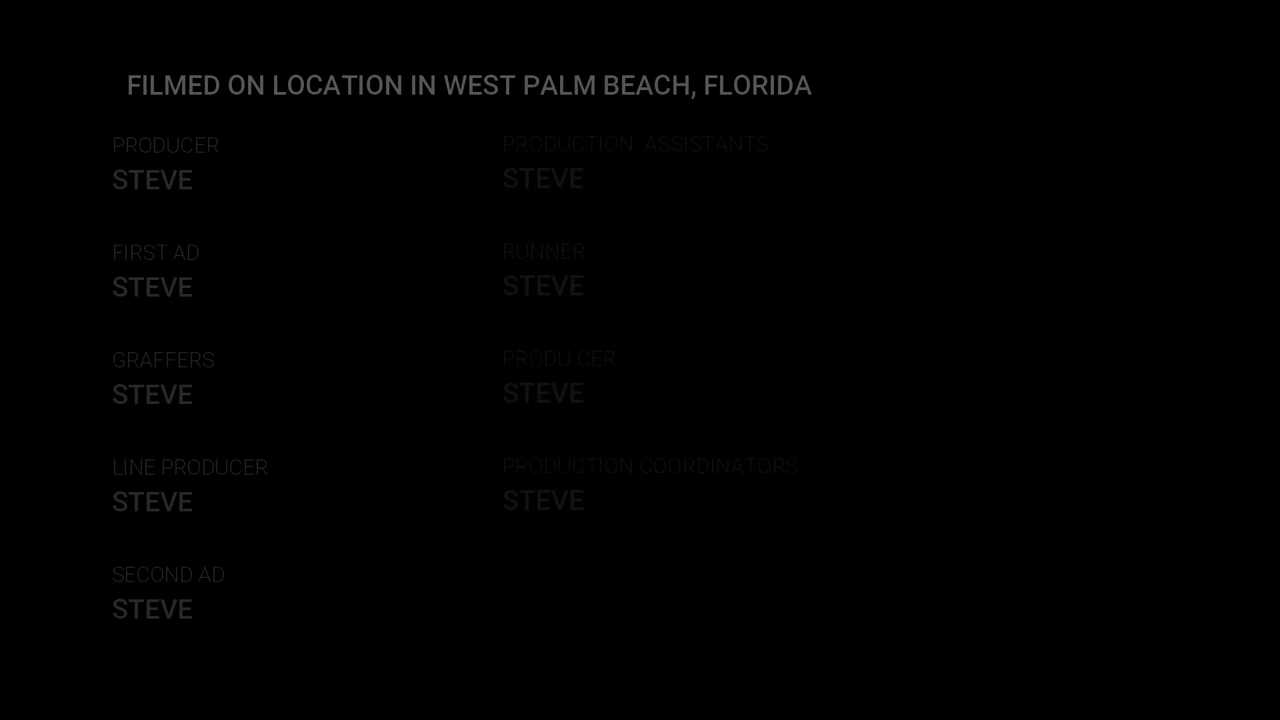 FILMED ON LOCATION IN WEST PALM BEACH, FLORIDA
PRODUCER
STEVE
FIRST AD
STEVE
GRAFFERS
STEVE
LINE PRODUCER
STEVE
SECOND AD
STEVE
PRODUCTION ASSISTANTS
STEVE
RUNNER
STEVE
PRODU CER
STEVE
PRODUCTION COORDINATORS
STEVE